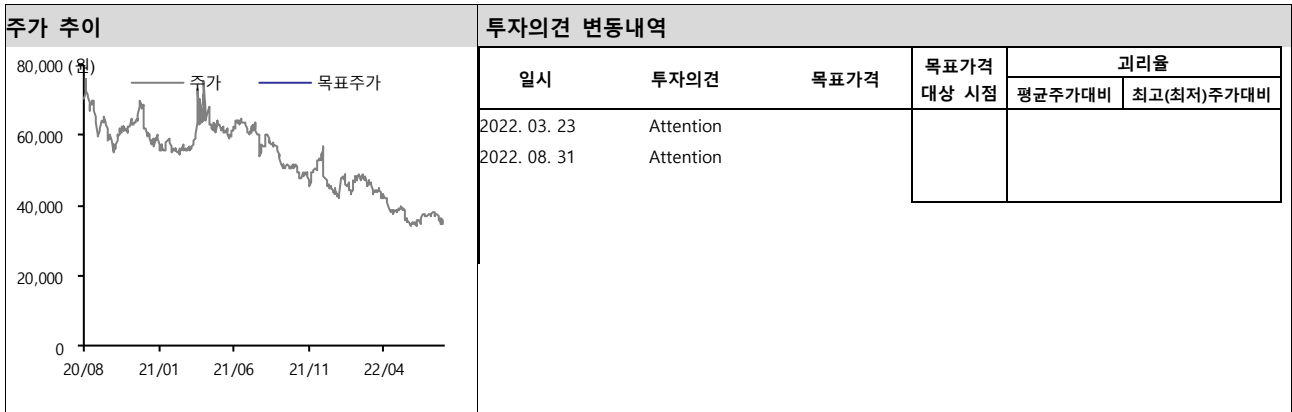 주가 추이
80,000 (원)
주가
목표주가
60,000
40,000
20,000
0
20/08 21/01 21/06 21/11 22/04
투자의견 변동내역
일시 투자의견 목표가격 목표가격 대상 시점 괴리율
평균주가대비 최고(최저)주가대비
2022. 03. 23 Attention
2022. 08. 31 Attention